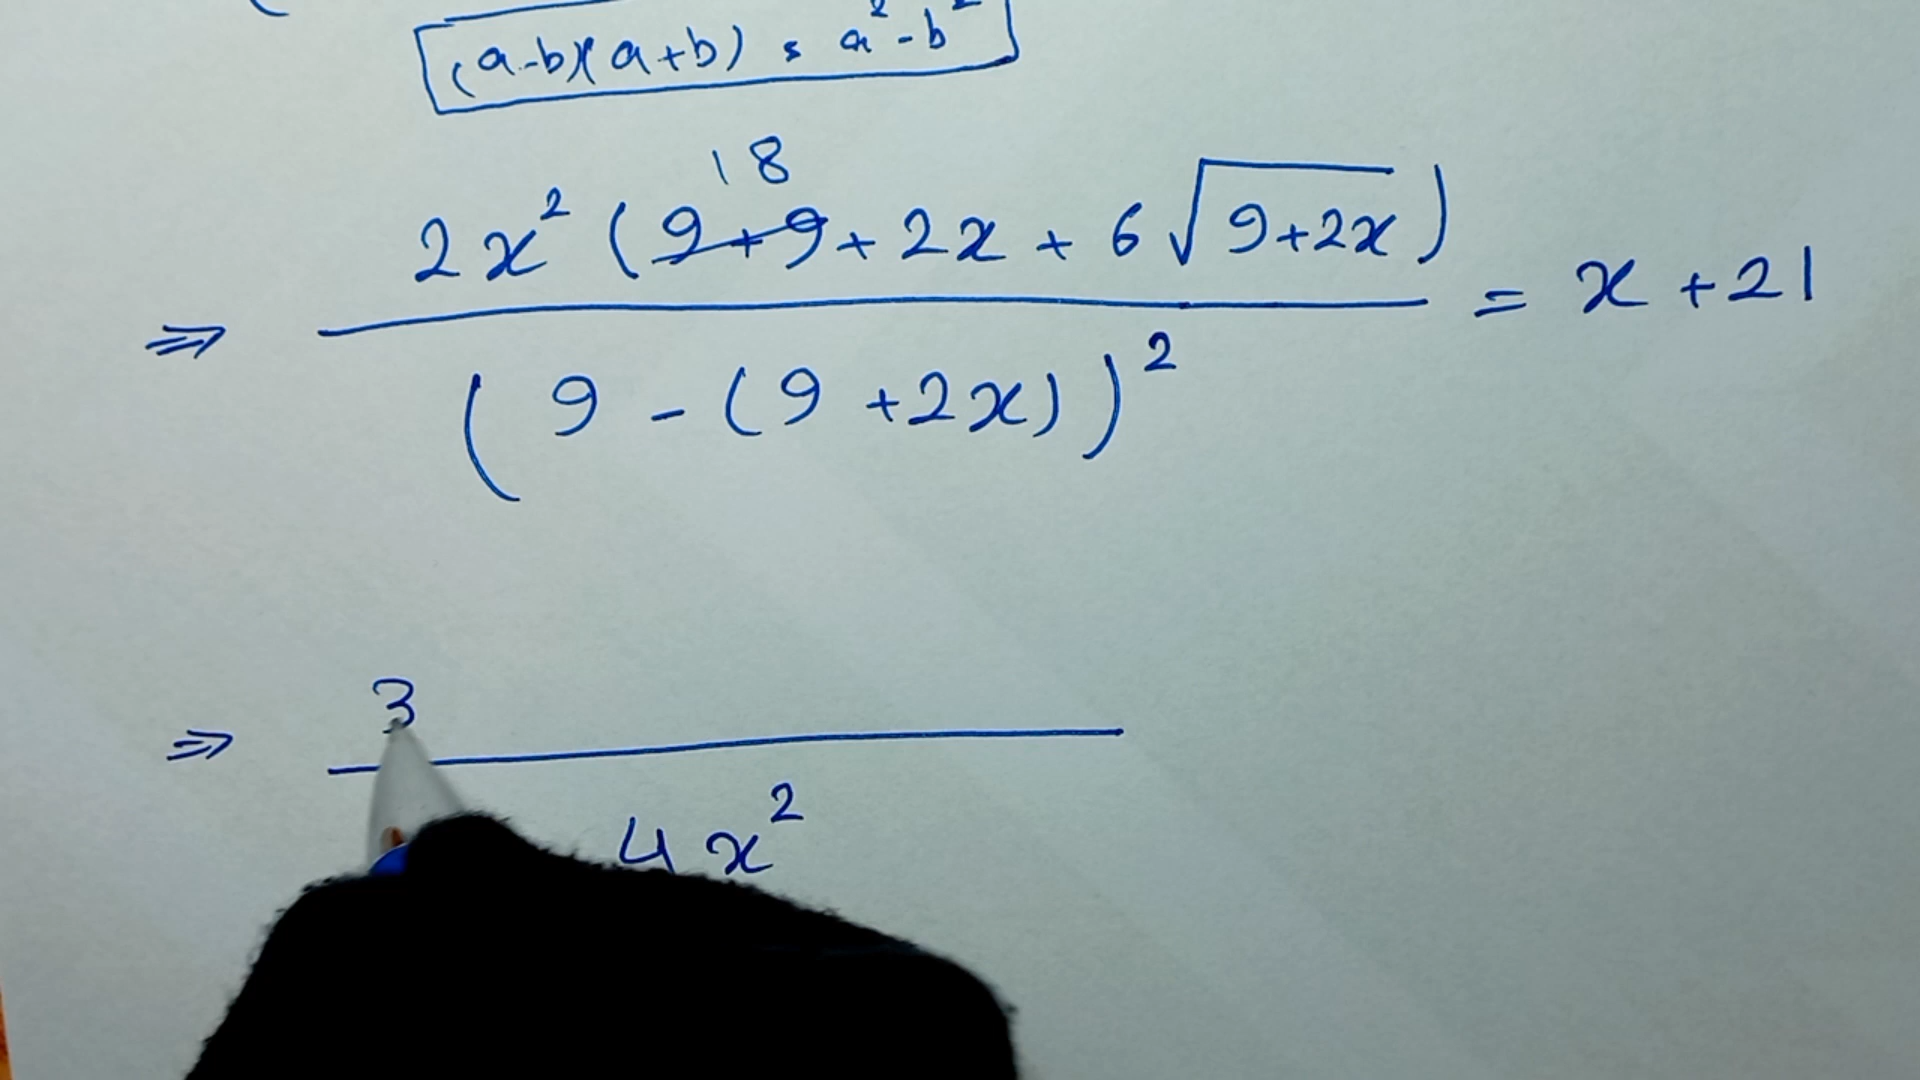 (a-b)(a+b) = a² - b²
18
⇒ 2x² (9+9 + 2x + 6√(9+2x)) / (9 - (9 + 2x))² = x + 21
⇒ 3 / 4x²